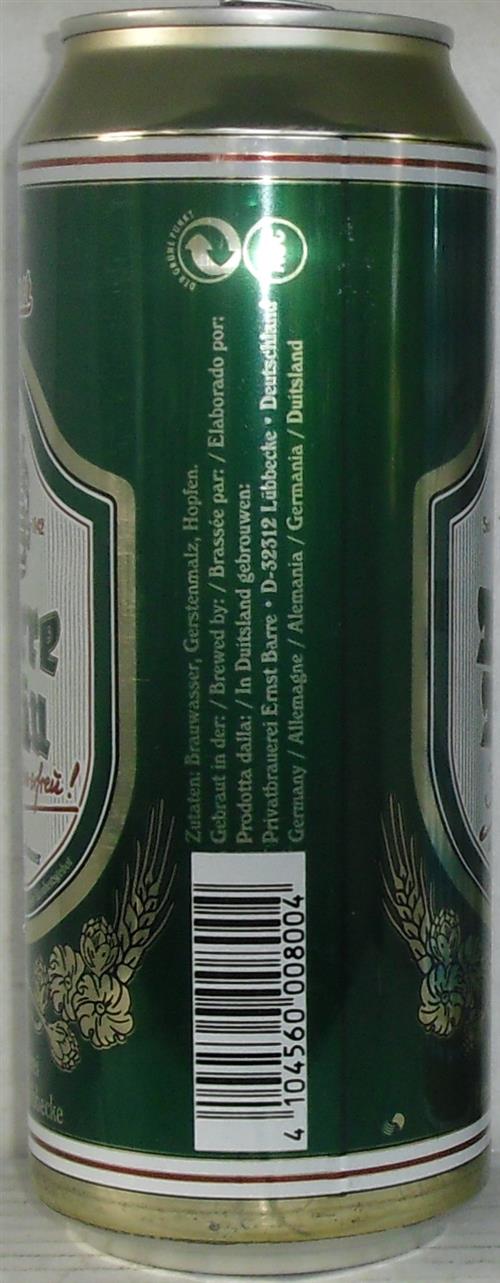 DER GRÜNE PUNKT
Zutaten: Brauwasser, Gerstenmalz, Hopfen.
Gebraut in der: / Brewed by: / Brassée par: / Elaborado por:
Prodotta dalla: / In Duitsland gebrouwen:
Privatbrauerei Ernst Barre • D-32312 Lübbecke • Deutschland
Germany / Allemagne / Alemania / Germania / Duitsland
4 104560 008004